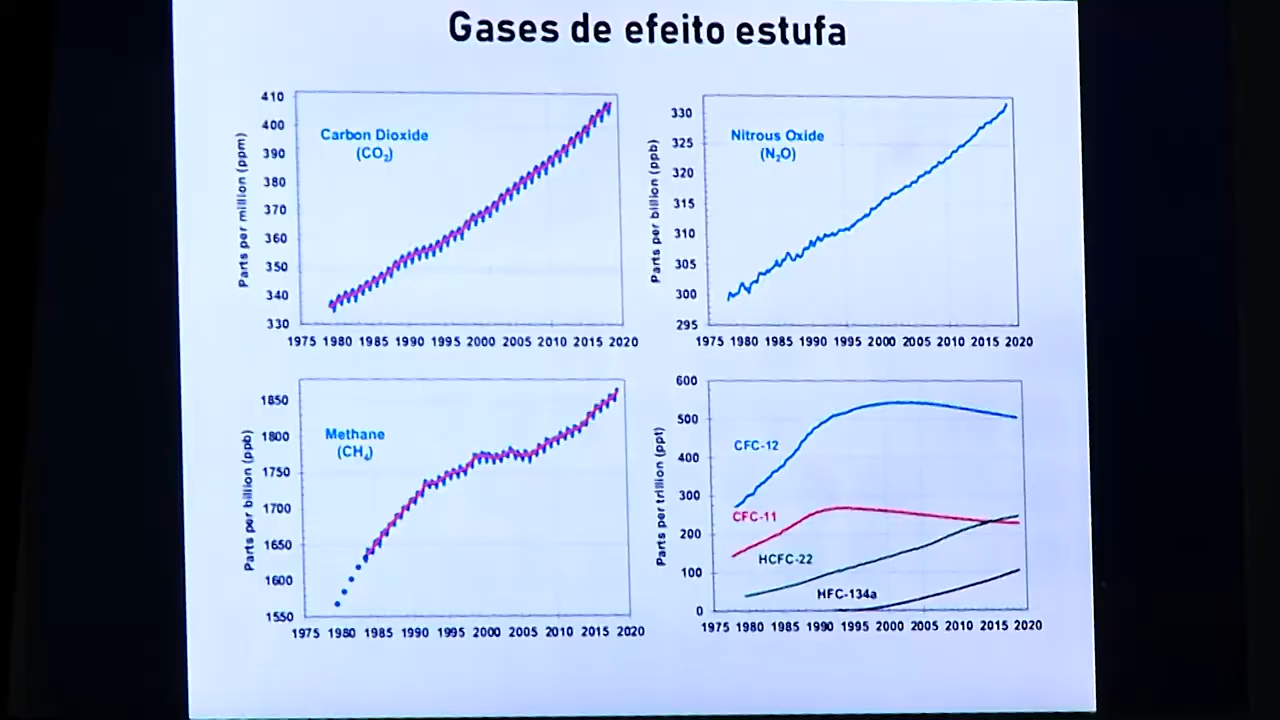 Gases de efeito estufa
Parts per million (ppm)
410
400
390
380
370
360
350
340
330
Carbon Dioxide
(CO₂)
1975 1980 1985 1990 1995 2000 2005 2010 2015 2020
Parts per billion (ppb)
330
325
320
315
310
305
300
295
Nitrous Oxide
(N₂O)
1975 1980 1985 1990 1995 2000 2005 2010 2015 2020
Parts per billion (ppb)
1850
1800
1750
1700
1650
1600
1550
Methane
(CH₄)
1975 1980 1985 1990 1995 2000 2005 2010 2015 2020
Parts per trillion (ppt)
600
500
400
300
200
100
0
CFC-12
CFC-11
HCFC-22
HFC-134a
1975 1980 1985 1990 1995 2000 2005 2010 2015 2020